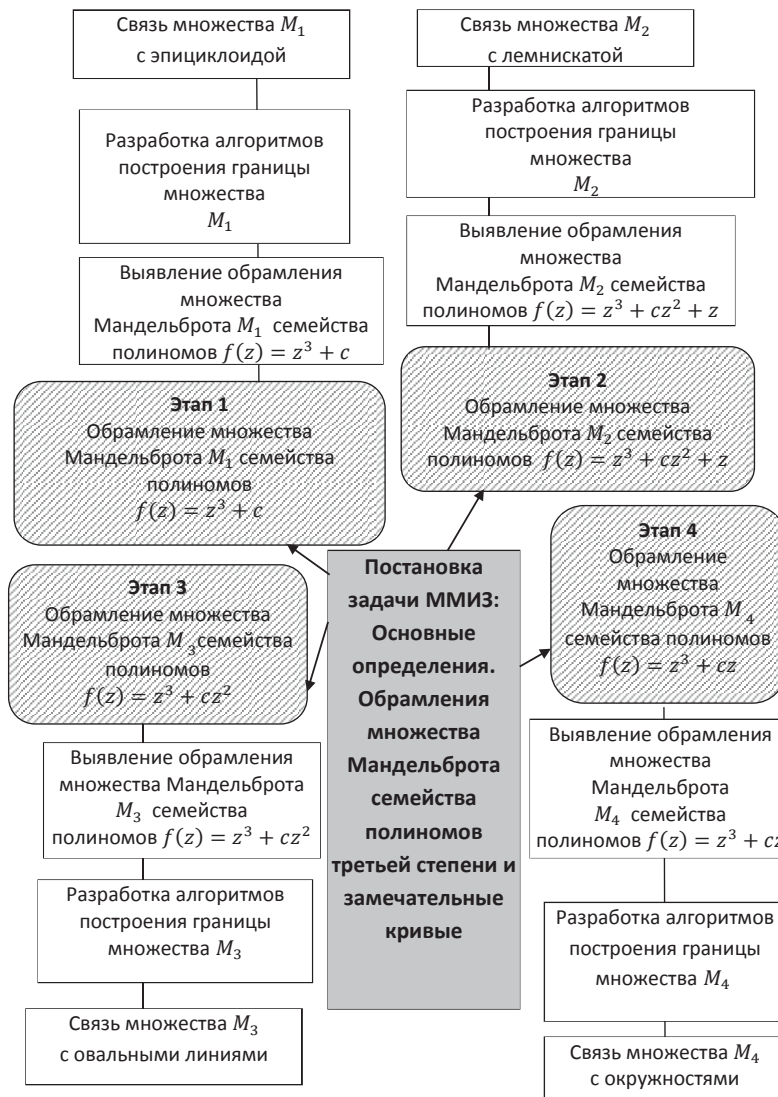 Связь множества M₁
с эпициклоидой
Разработка алгоритмов
построения границы
множества
M₁
Выявление обрамления
множества
Мандельброта M₁ семейства
полиномов f(z) = z³ + c
Этап 1
Обрамление множества
Мандельброта M₁ семейства
полиномов
f(z) = z³ + c
Связь множества M₂
с лемнискатой
Разработка алгоритмов
построения границы
множества
M₂
Выявление обрамления
множества
Мандельброта M₂ семейства
полиномов f(z) = z³ + cz² + z
Этап 2
Обрамление множества
Мандельброта M₂ семейства
полиномов f(z) = z³ + cz² + z
Постановка
задачи ММИЗ:
Основные
определения.
Обрамления
множества
Мандельброта
семейства
полиномов
третьей степени и
замечательные
кривые
Этап 3
Обрамление множества
Мандельброта M₃ семейства
полиномов
f(z) = z³ + cz²
Выявление обрамления
множества Мандельброта
M₃ семейства
полиномов f(z) = z³ + cz²
Разработка алгоритмов
построения границы
множества M₃
Связь множества M₃
с овальными линиями
Этап 4
Обрамление
множества
Мандельброта M₄
семейства полиномов
f(z) = z³ + cz
Выявление обрамления
множества
Мандельброта
M₄ семейства
полиномов f(z) = z³ + cz
Разработка алгоритмов
построения границы
множества M₄
Связь множества M₄
с окружностями